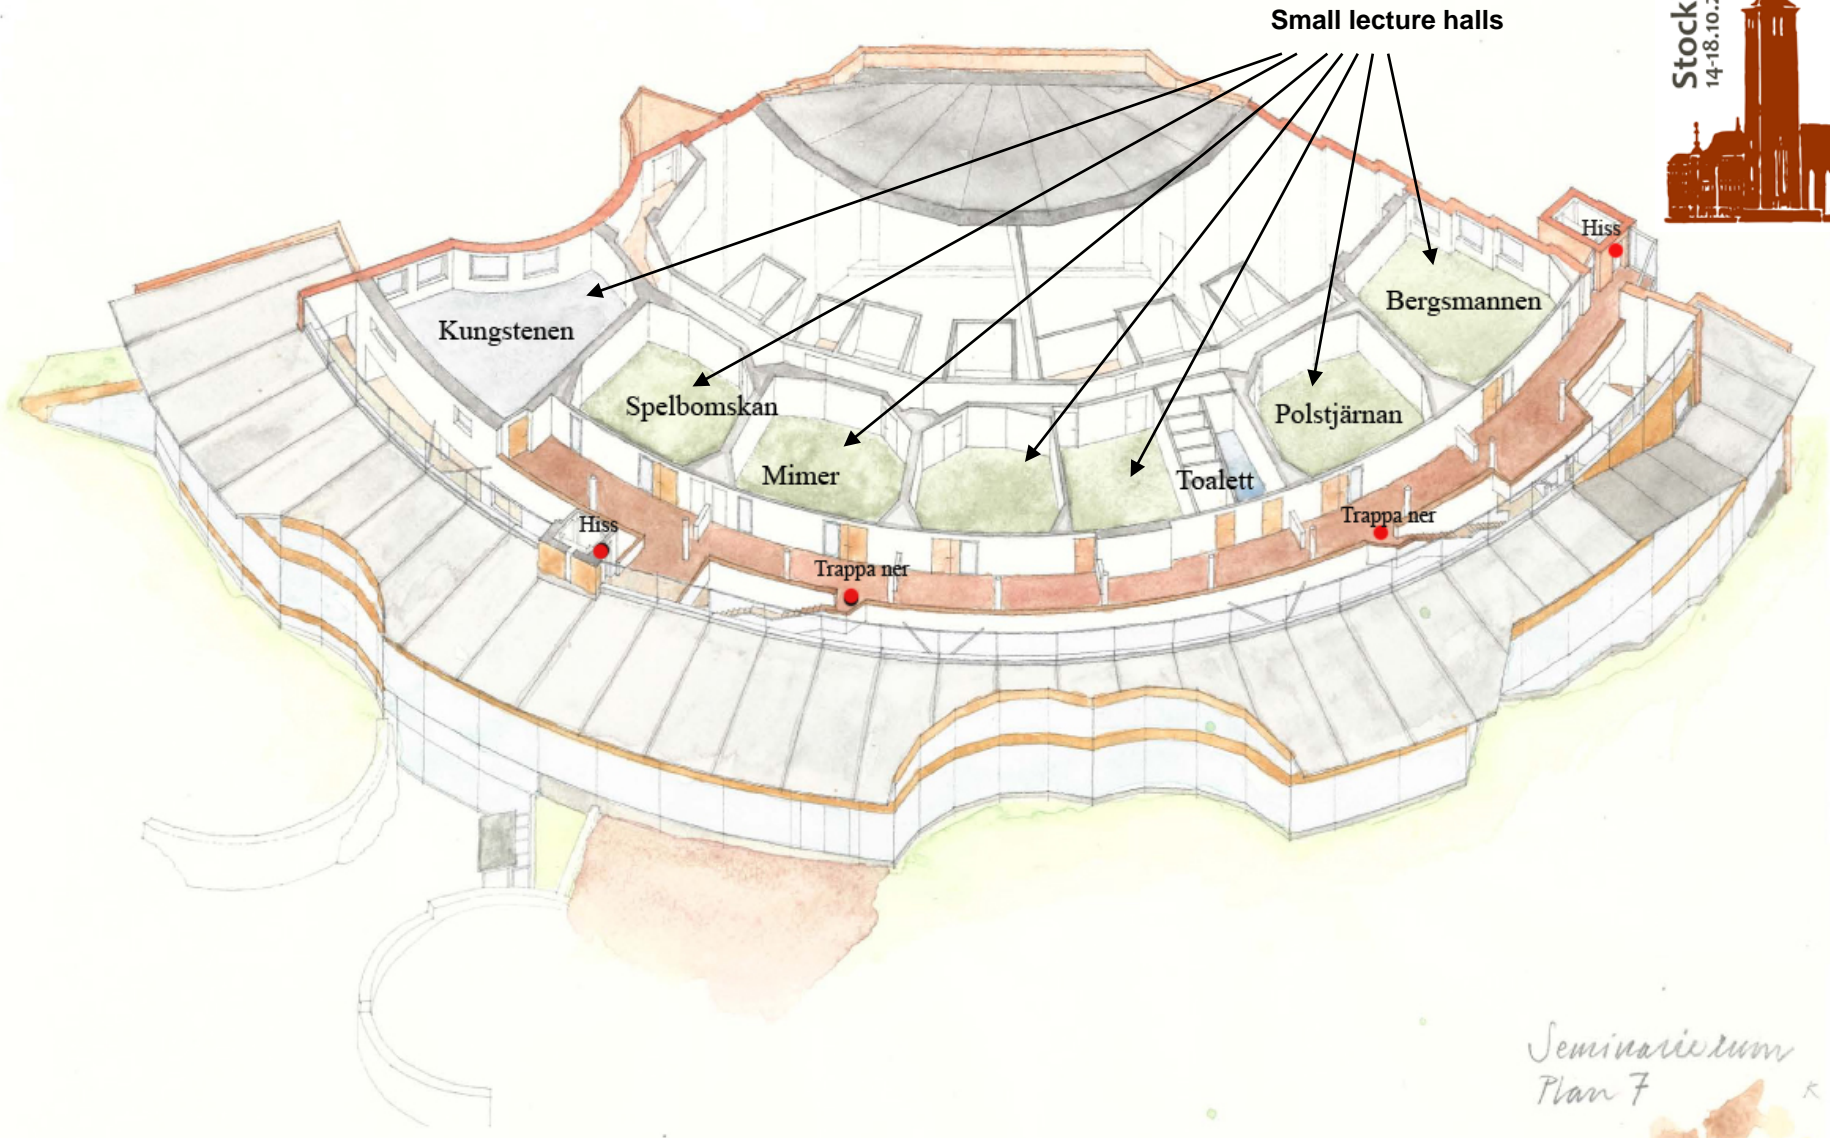 Small lecture halls
Stock
14-18.10.2
Hiss
Bergsmannen
Kungstenen
Spelbomskan
Polstjärnan
Mimer
Toalett
Hiss
Trappa ner
Trappa ner
Seminarierum
Plan 7
K